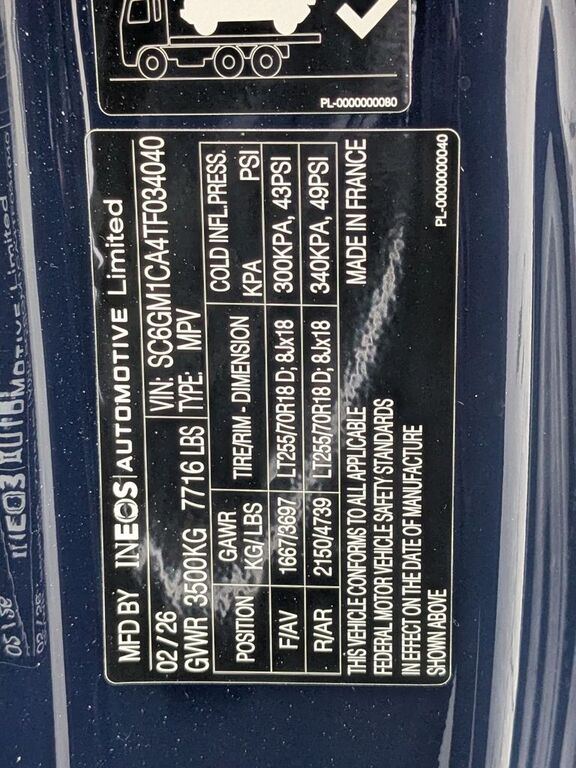 PL-0000000080
MFD BY INEOS AUTOMOTIVE Limited
02 / 26 VIN: SC6GM1CA4TF034040
GVWR 3500KG 7716 LBS TYPE: MPV
POSITION GAWR KG/LBS TIRE/RIM - DIMENSION COLD INFL.PRESS. KPA PSI
F/AV 1667/3697 LT255/70R18 D; 8Jx18 300KPA, 43PSI
R/AR 2150/4739 LT255/70R18 D; 8Jx18 340KPA, 49PSI
THIS VEHICLE CONFORMS TO ALL APPLICABLE MADE IN FRANCE
FEDERAL MOTOR VEHICLE SAFETY STANDARDS
IN EFFECT ON THE DATE OF MANUFACTURE
SHOWN ABOVE
PL-0000000040